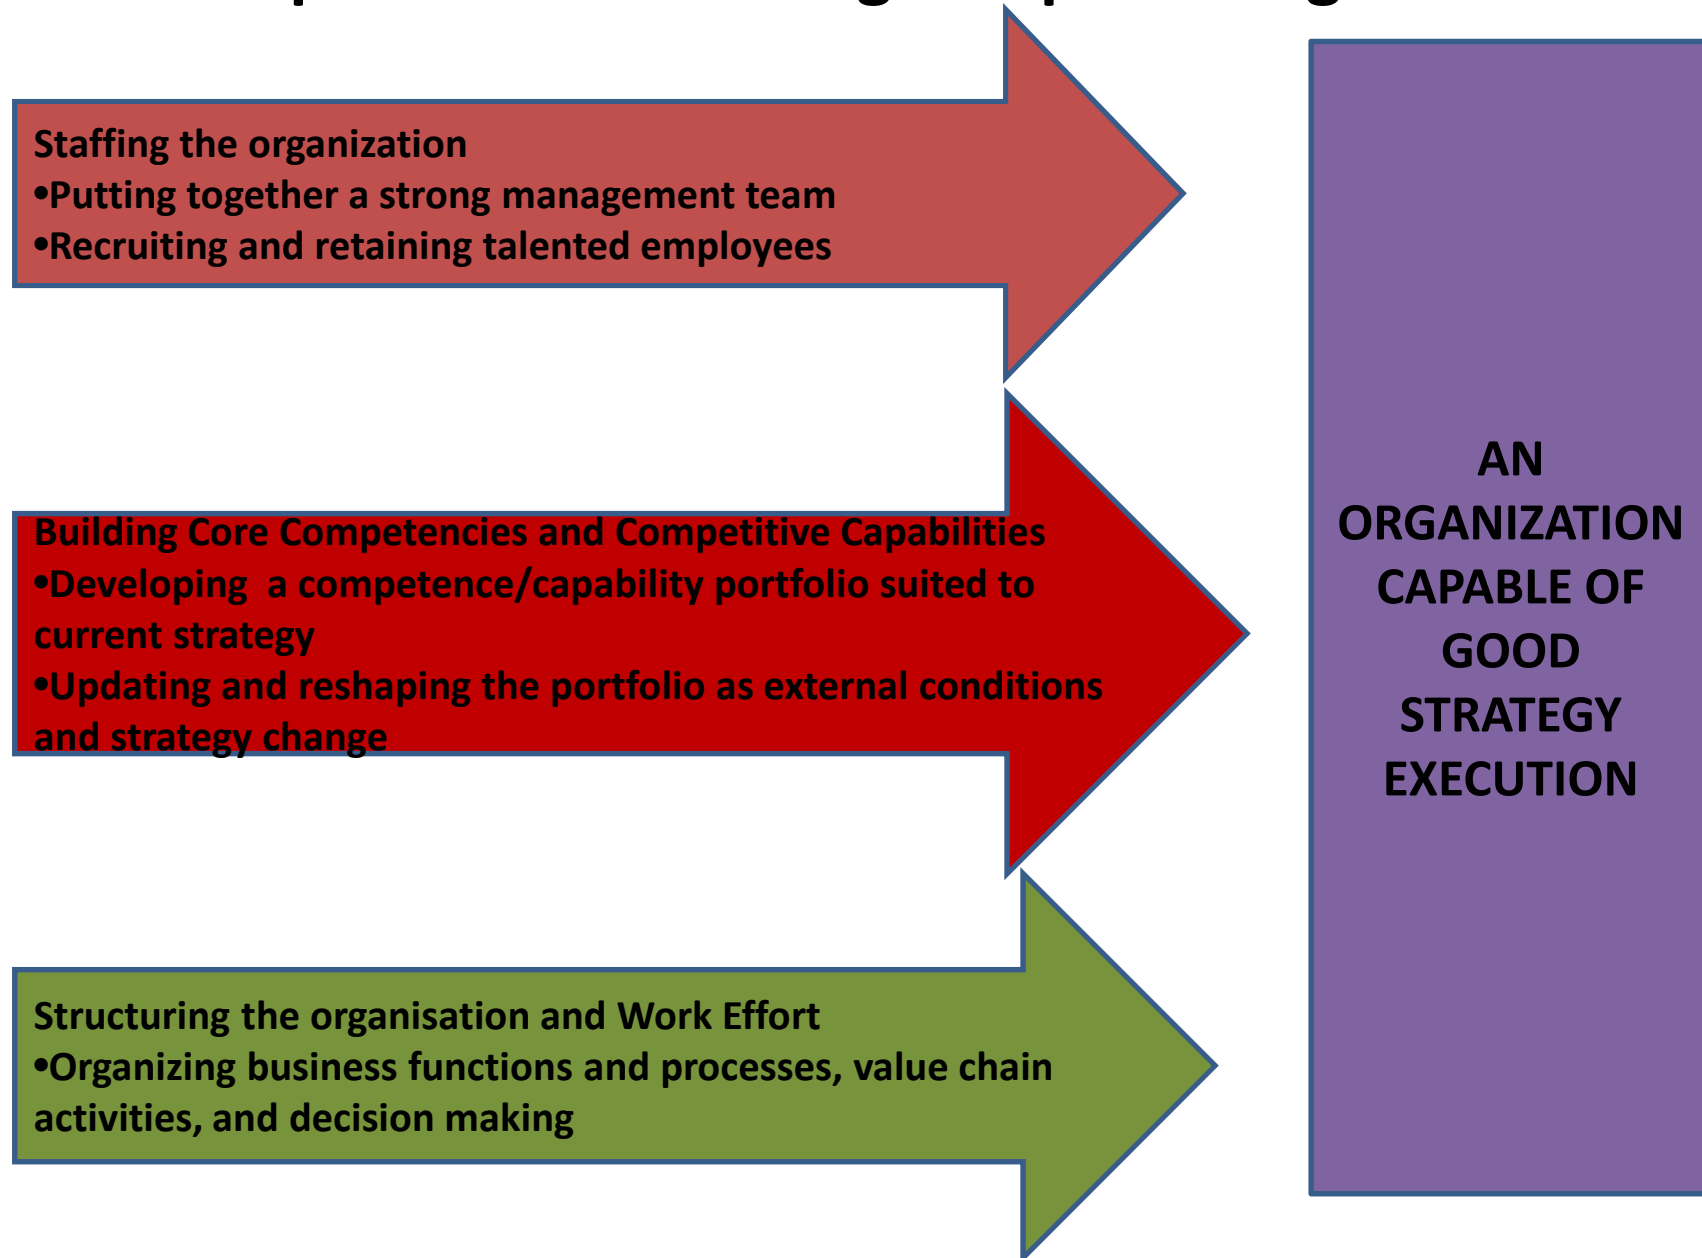 Staffing the organization
•Putting together a strong management team
•Recruiting and retaining talented employees
Building Core Competencies and Competitive Capabilities
•Developing  a competence/capability portfolio suited to
current strategy
•Updating and reshaping the portfolio as external conditions
and strategy change
Structuring the organisation and Work Effort
•Organizing business functions and processes, value chain
activities, and decision making
AN
ORGANIZATION
CAPABLE OF
GOOD
STRATEGY
EXECUTION